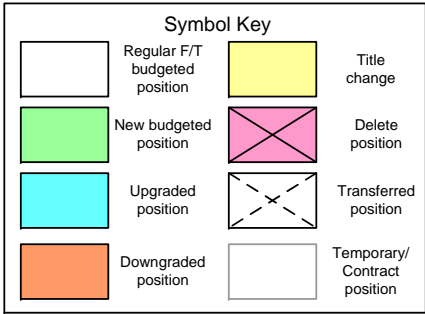 Symbol Key
Regular F/T
budgeted
position
Title
change
New budgeted
position
Delete
position
Upgraded
position
Transferred
position
Downgraded
position
Temporary/
Contract
position